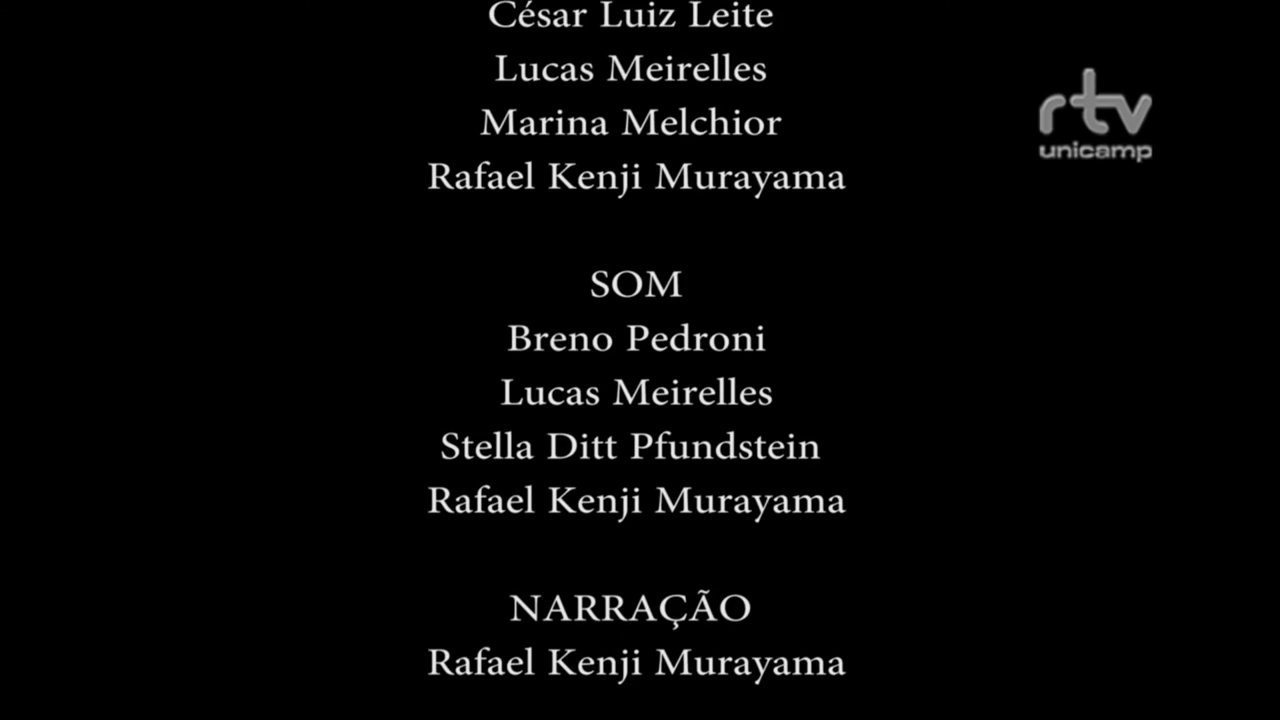 César Luiz Leite
Lucas Meirelles
Marina Melchior
Rafael Kenji Murayama
SOM
Breno Pedroni
Lucas Meirelles
Stella Ditt Pfundstein
Rafael Kenji Murayama
NARRAÇÃO
Rafael Kenji Murayama
rtv
unicamp